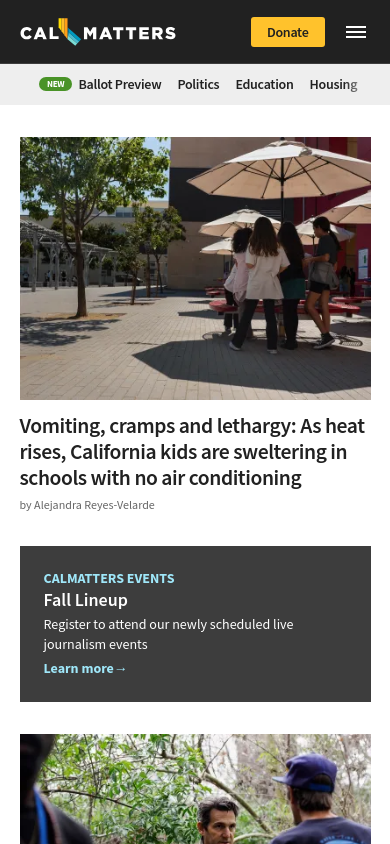 CALMATTERS
Donate
NEW Ballot Preview Politics Education Housing
Vomiting, cramps and lethargy: As heat
rises, California kids are sweltering in
schools with no air conditioning
by Alejandra Reyes-Velarde
CALMATTERS EVENTS
Fall Lineup
Register to attend our newly scheduled live
journalism events
Learn more→